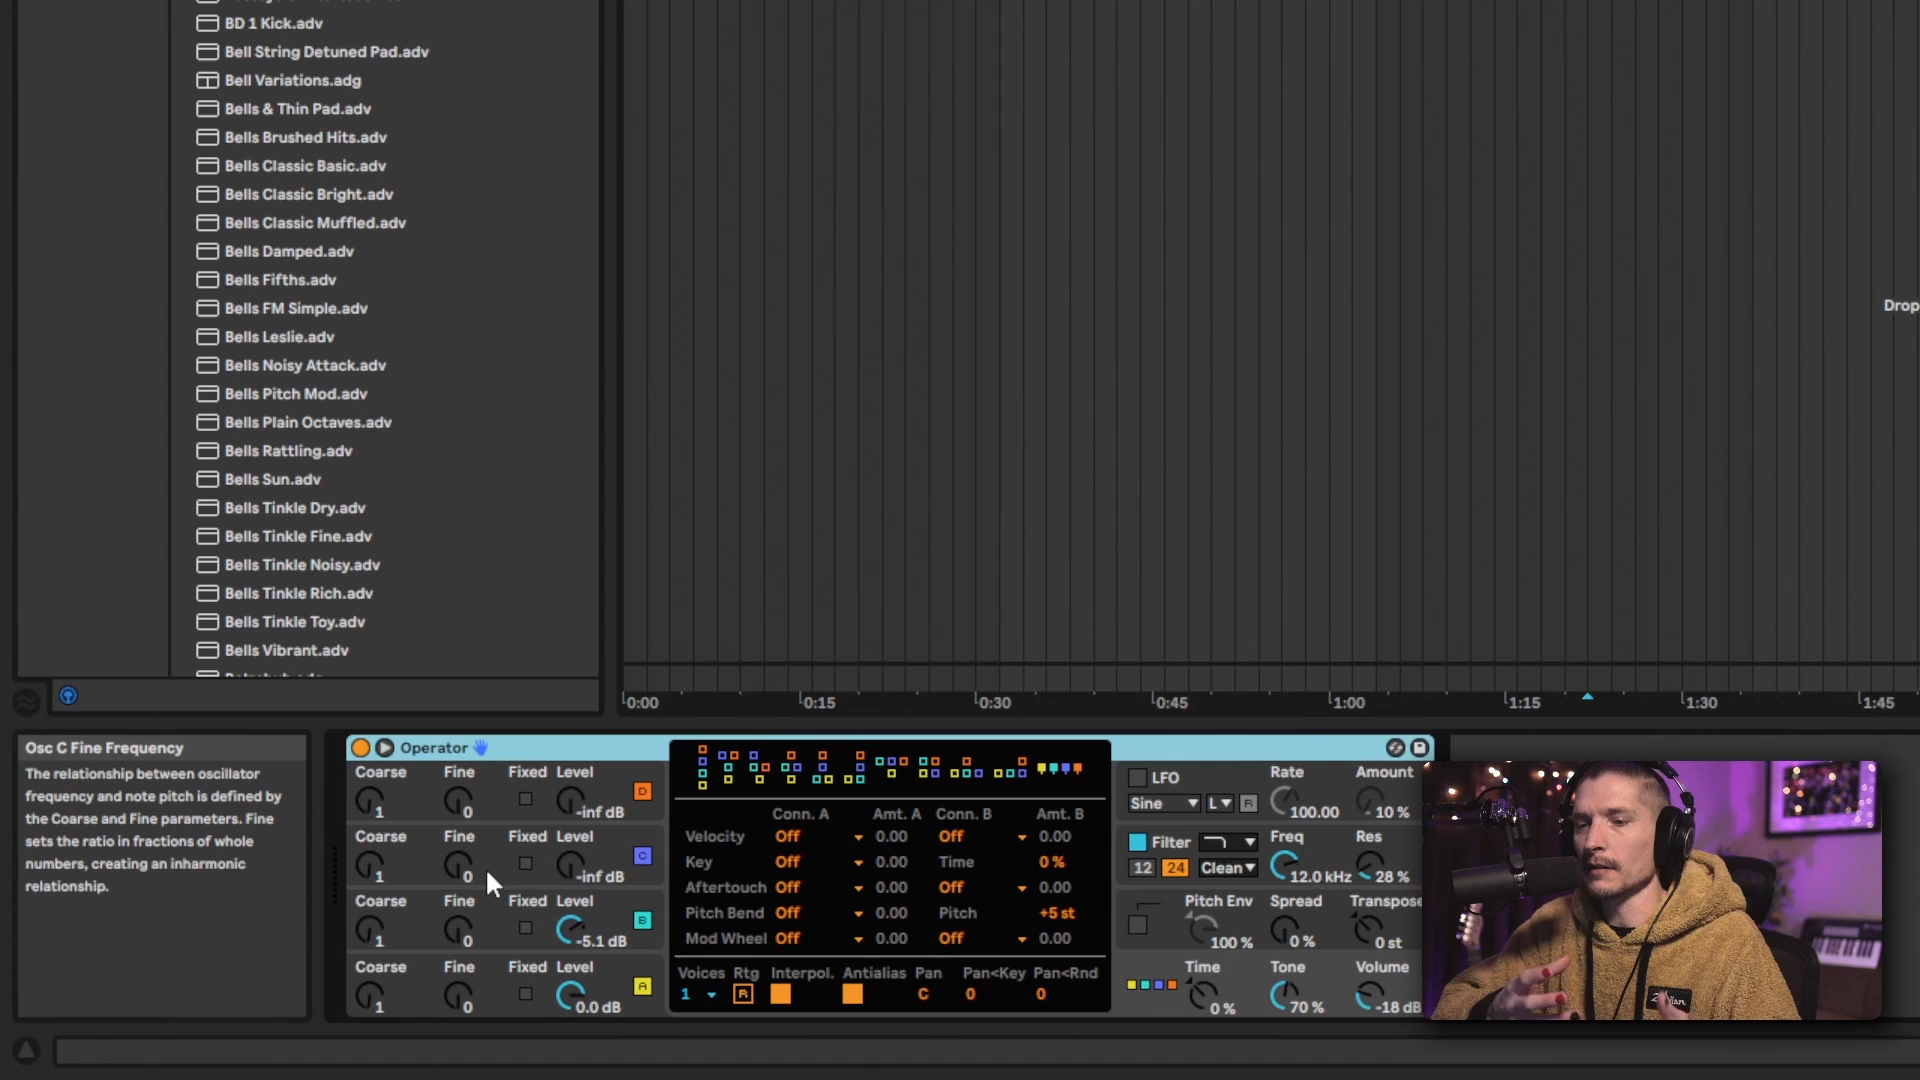 BD 1 Kick.adv
Bell String Detuned Pad.adv
Bell Variations.adg
Bells & Thin Pad.adv
Bells Brushed Hits.adv
Bells Classic Basic.adv
Bells Classic Bright.adv
Bells Classic Muffled.adv
Bells Damped.adv
Bells Fifths.adv
Bells FM Simple.adv
Bells Leslie.adv
Bells Noisy Attack.adv
Bells Pitch Mod.adv
Bells Plain Octaves.adv
Bells Rattling.adv
Bells Sun.adv
Bells Tinkle Dry.adv
Bells Tinkle Fine.adv
Bells Tinkle Noisy.adv
Bells Tinkle Rich.adv
Bells Tinkle Toy.adv
Bells Vibrant.adv
Drop
0:00 0:15 0:30 0:45 1:00 1:15 1:30 1:45
Osc C Fine Frequency
The relationship between oscillator
frequency and note pitch is defined by
the Coarse and Fine parameters. Fine
sets the ratio in fractions of whole
numbers, creating an inharmonic
relationship.
Operator
Coarse Fine Fixed Level
1 0 -inf dB D
Coarse Fine Fixed Level
1 0 -inf dB C
Coarse Fine Fixed Level
1 0 -5.1 dB B
Coarse Fine Fixed Level
1 0 0.0 dB A
Conn. A Amt. A Conn. B Amt. B
Velocity Off 0.00 Off 0.00
Key Off 0.00 Time 0 %
Aftertouch Off 0.00 Off 0.00
Pitch Bend Off 0.00 Pitch +5 st
Mod Wheel Off 0.00 Off 0.00
Voices Rtg Interpol. Antialias Pan Pan<Key Pan<Rnd
1 R C 0 0
LFO Rate Amount
Sine L R 100.00 10 %
Filter Freq Res
12 24 Clean 12.0 kHz 28 %
Pitch Env Spread Transpose
100 % 0 % 0 st
Time Tone Volume
0 % 70 % -18 dB